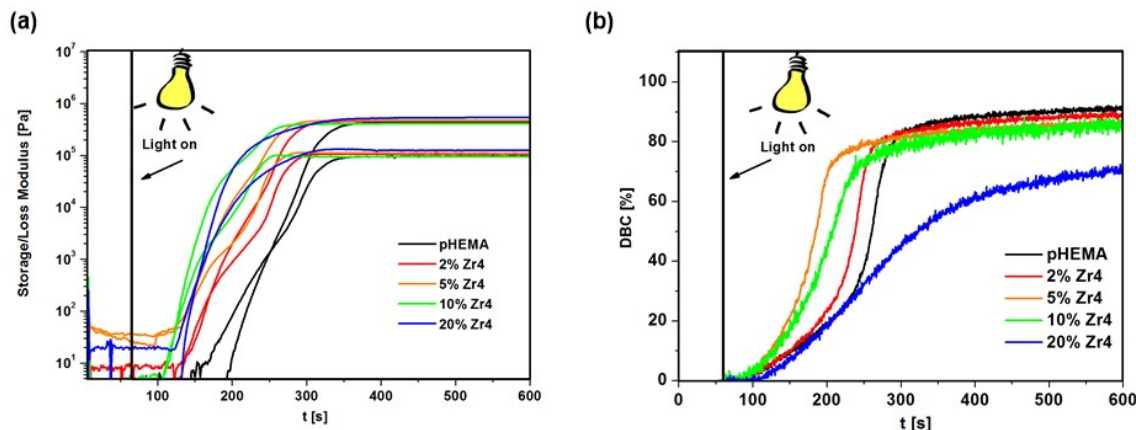 (a)
10⁷
10⁶
10⁵
10⁴
10³
10²
10¹
Storage/Loss Modulus [Pa]
Light on
pHEMA
2% Zr4
5% Zr4
10% Zr4
20% Zr4
100 200 300 400 500 600
t [s]
(b)
100
80
60
40
20
0
DBC [%]
Light on
pHEMA
2% Zr4
5% Zr4
10% Zr4
20% Zr4
0 100 200 300 400 500 600
t [s]